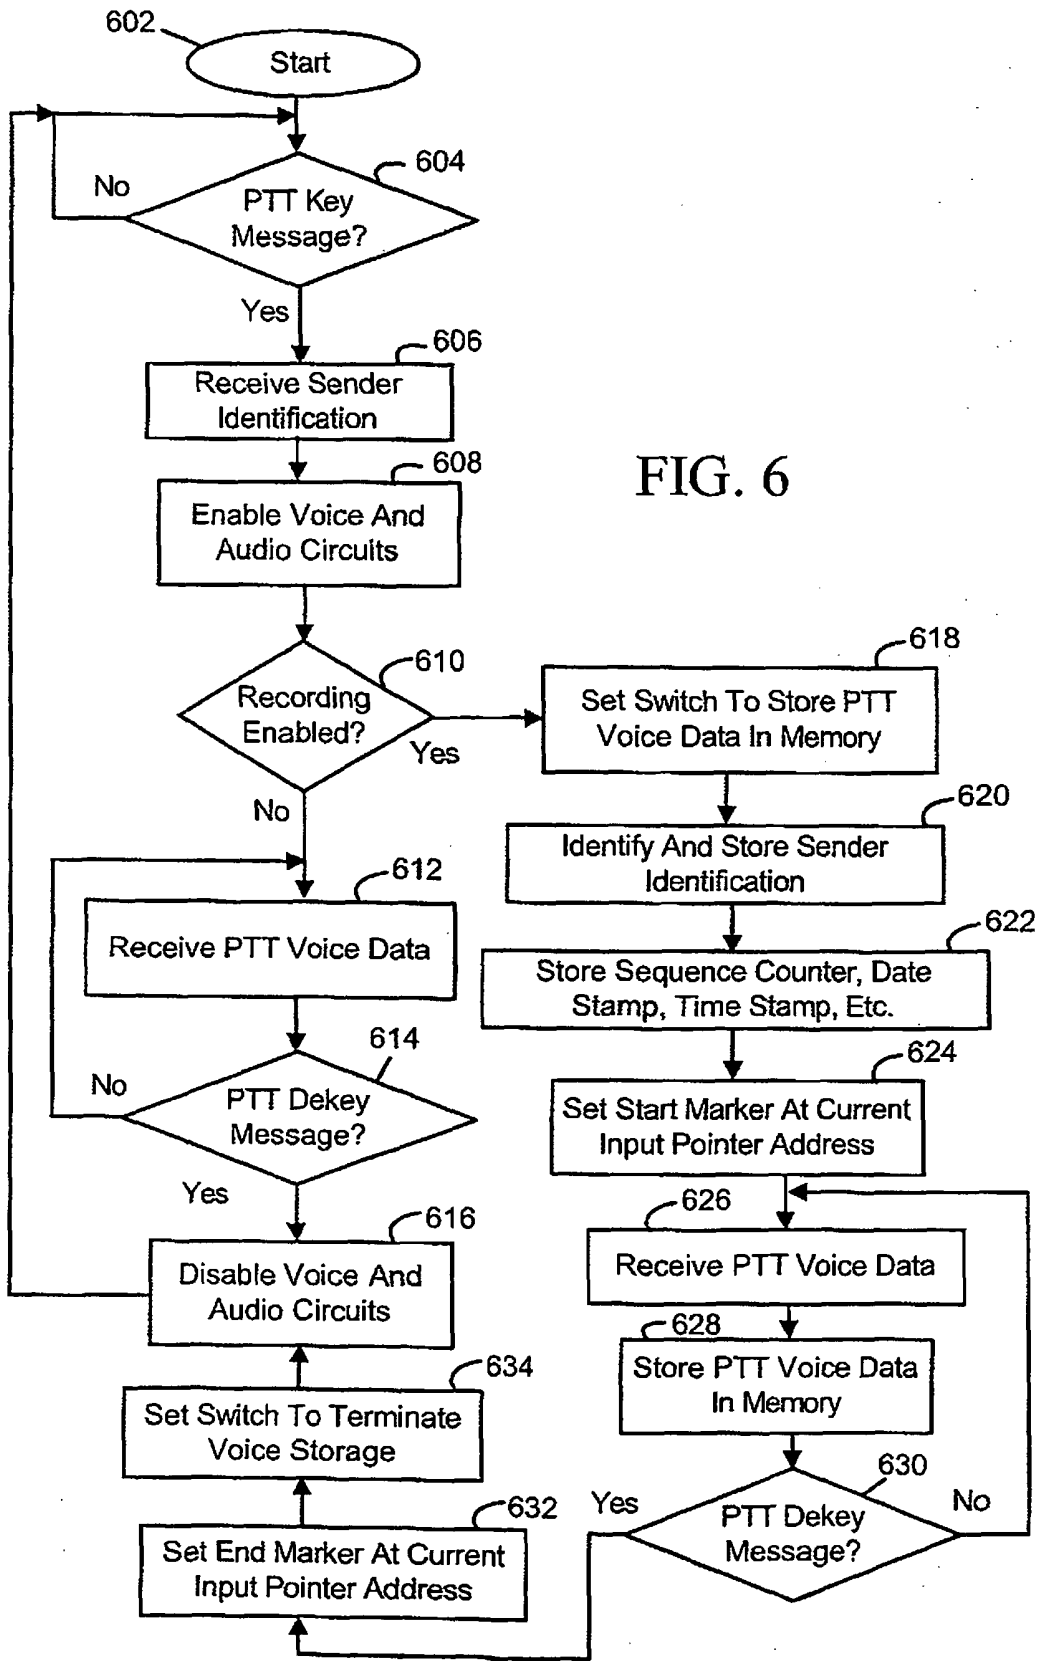 602
Start
604
No
PTT Key
Message?
Yes
606
Receive Sender
Identification
608
Enable Voice And
Audio Circuits
FIG. 6
610
Recording
Enabled?
Yes
No
618
Set Switch To Store PTT
Voice Data In Memory
620
Identify And Store Sender
Identification
612
Receive PTT Voice Data
622
Store Sequence Counter, Date
Stamp, Time Stamp, Etc.
614
No
PTT Dekey
Message?
Yes
624
Set Start Marker At Current
Input Pointer Address
616
Disable Voice And
Audio Circuits
626
Receive PTT Voice Data
628
Store PTT Voice Data
In Memory
634
Set Switch To Terminate
Voice Storage
630
Yes
No
PTT Dekey
Message?
632
Set End Marker At Current
Input Pointer Address